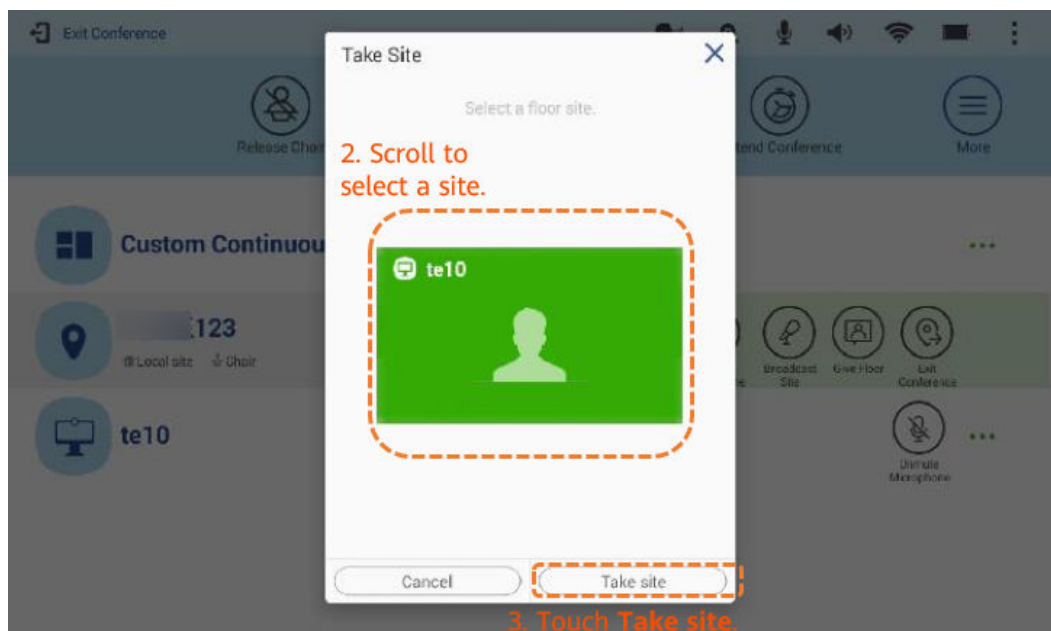 Exit Conference
Take Site
Select a floor site.
Release Chair
tend Conference
More
2. Scroll to
select a site.
Custom Continuou
te10
123
Local site
Chair
Broadcast
Site
Give Floor
Exit
Conference
te10
Unmute
Microphone
Cancel
Take site
3. Touch Take site.